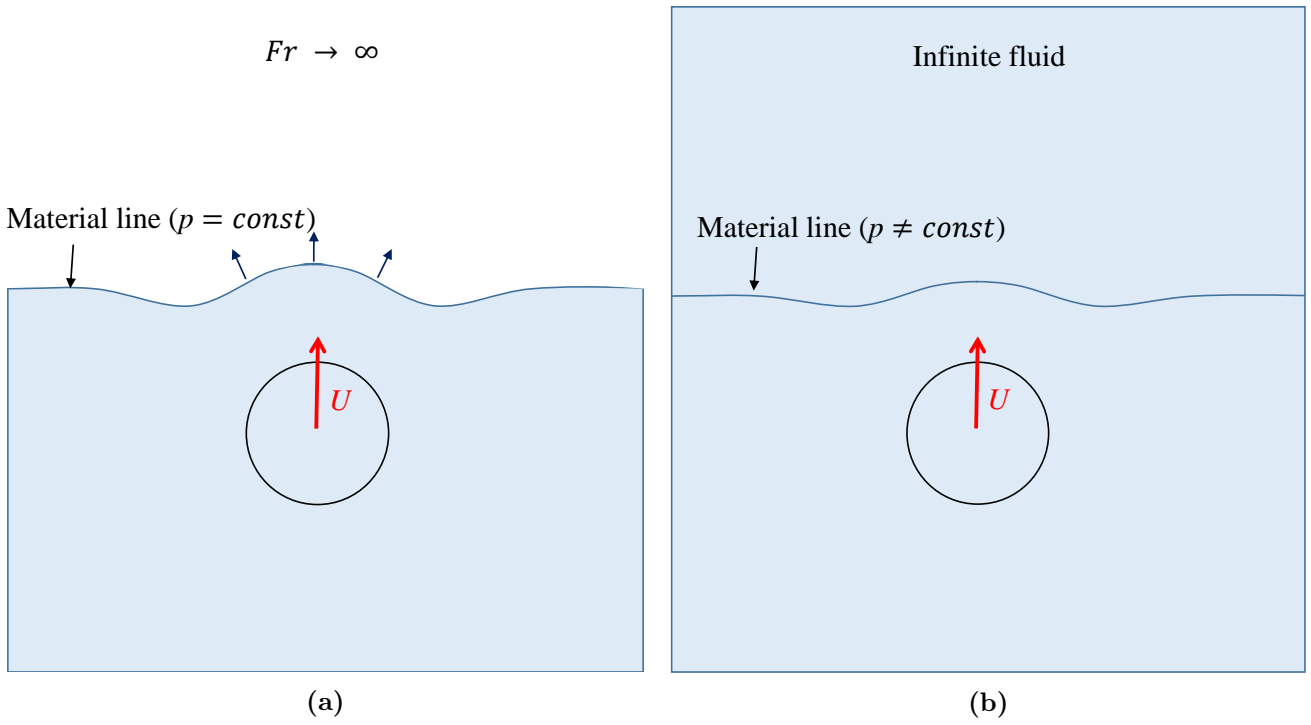 Fr → ∞
Material line (p = const)
U
(a)
Infinite fluid
Material line (p ≠ const)
U
(b)